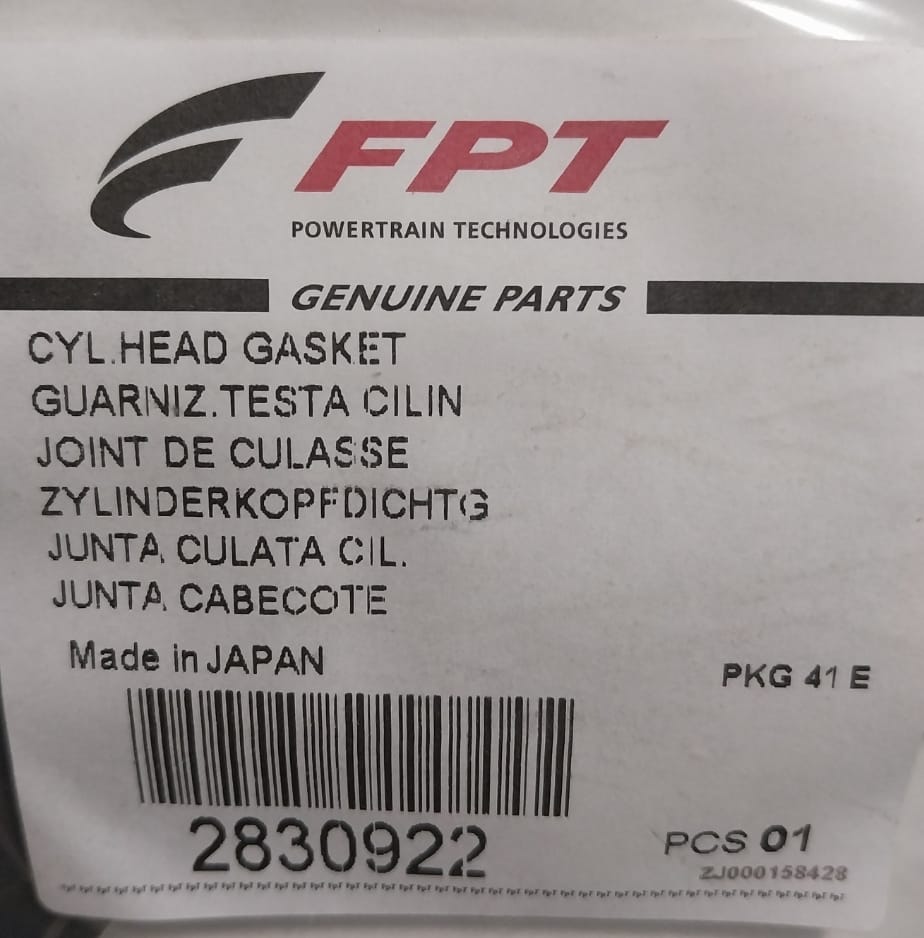 FPT
POWERTRAIN TECHNOLOGIES
GENUINE PARTS
CYL.HEAD GASKET
GUARNIZ.TESTA CILIN
JOINT DE CULASSE
ZYLINDERKOPFDICHTG
JUNTA CULATA CIL.
JUNTA CABECOTE
Made in JAPAN
PKG 41 E
2830922
PCS 01
ZJ000158428